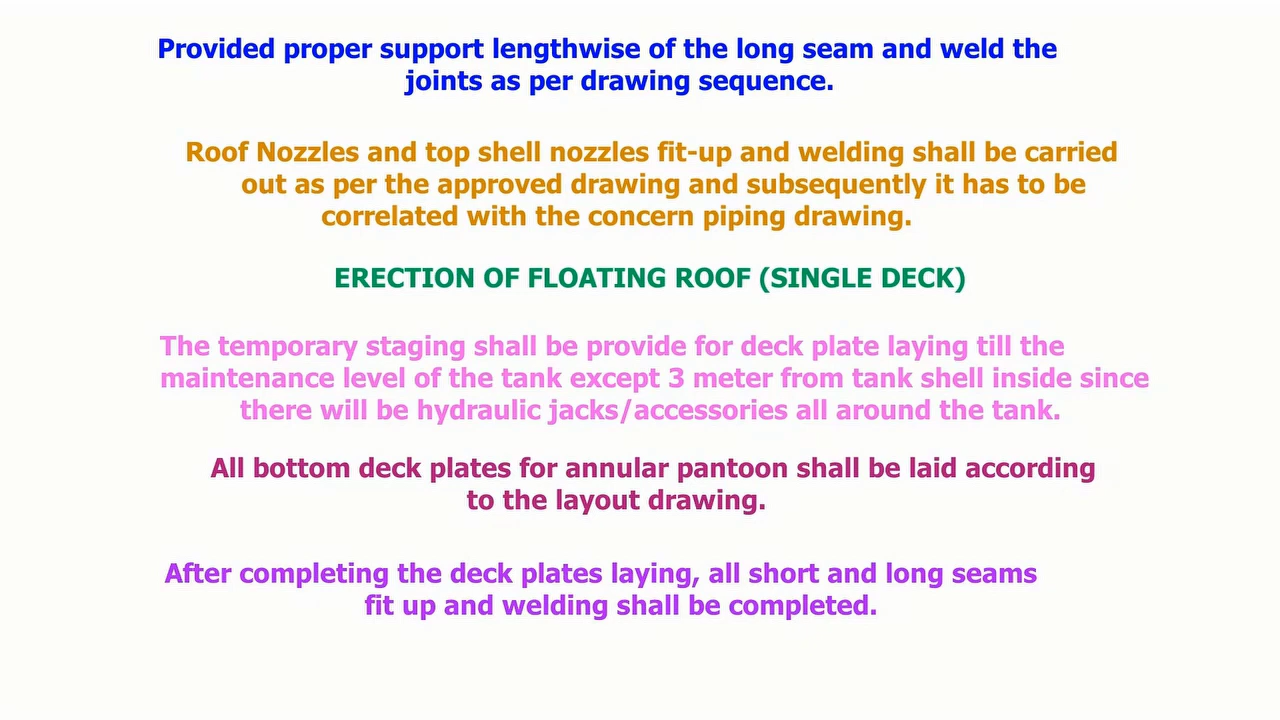 Provided proper support lengthwise of the long seam and weld the
joints as per drawing sequence.
Roof Nozzles and top shell nozzles fit-up and welding shall be carried
out as per the approved drawing and subsequently it has to be
correlated with the concern piping drawing.
ERECTION OF FLOATING ROOF (SINGLE DECK)
The temporary staging shall be provide for deck plate laying till the
maintenance level of the tank except 3 meter from tank shell inside since
there will be hydraulic jacks/accessories all around the tank.
All bottom deck plates for annular pantoon shall be laid according
to the layout drawing.
After completing the deck plates laying, all short and long seams
fit up and welding shall be completed.